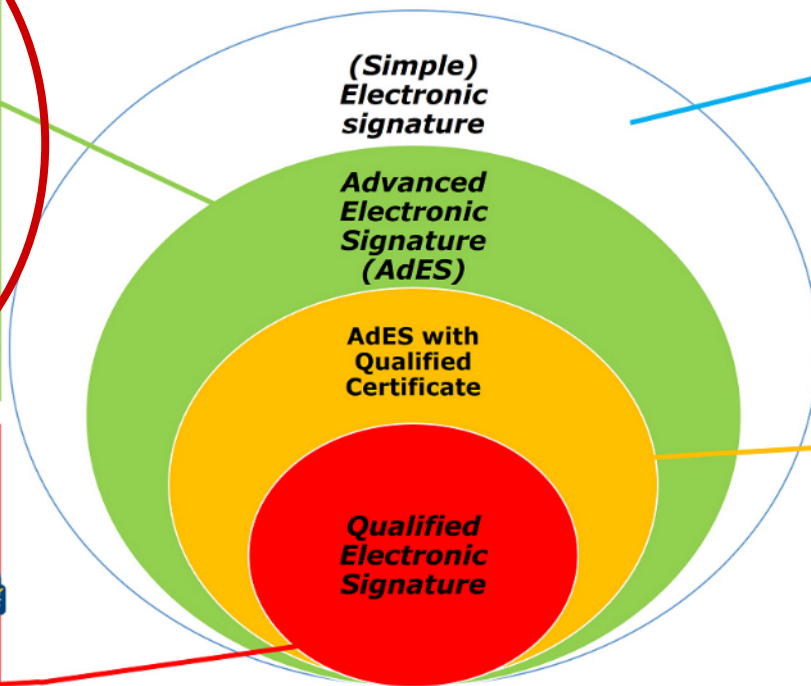 (Simple)
Electronic
signature
Advanced
Electronic
Signature
(AdES)
AdES with
Qualified
Certificate
Qualified
Electronic
Signature